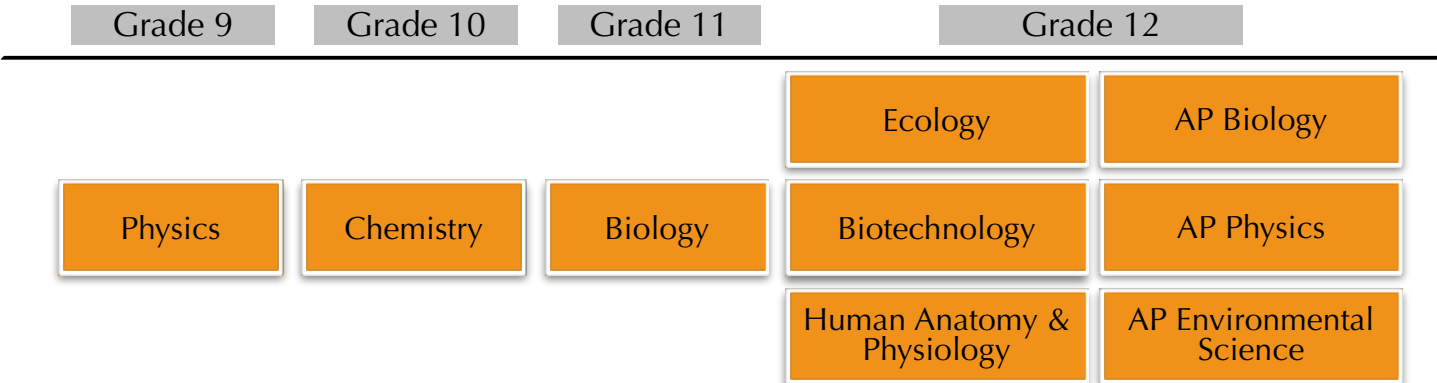 Grade 9
Grade 10
Grade 11
Grade 12
Ecology
AP Biology
Physics
Chemistry
Biology
Biotechnology
AP Physics
Human Anatomy &
Physiology
AP Environmental
Science